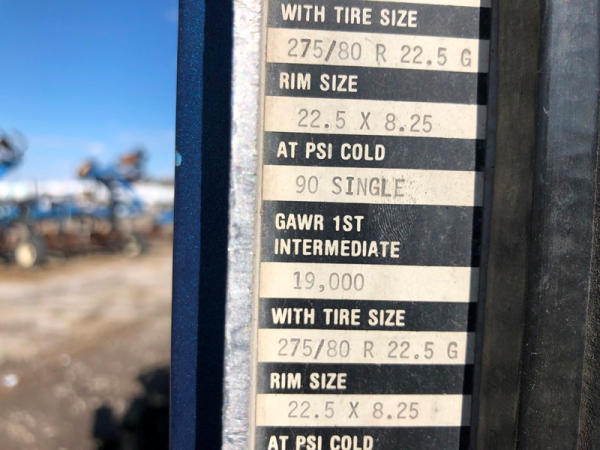 WITH TIRE SIZE
275/80 R 22.5 G
RIM SIZE
22.5 X 8.25
AT PSI COLD
90 SINGLE
GAWR 1ST
INTERMEDIATE
19,000
WITH TIRE SIZE
275/80 R 22.5 G
RIM SIZE
22.5 X 8.25
AT PSI COLD